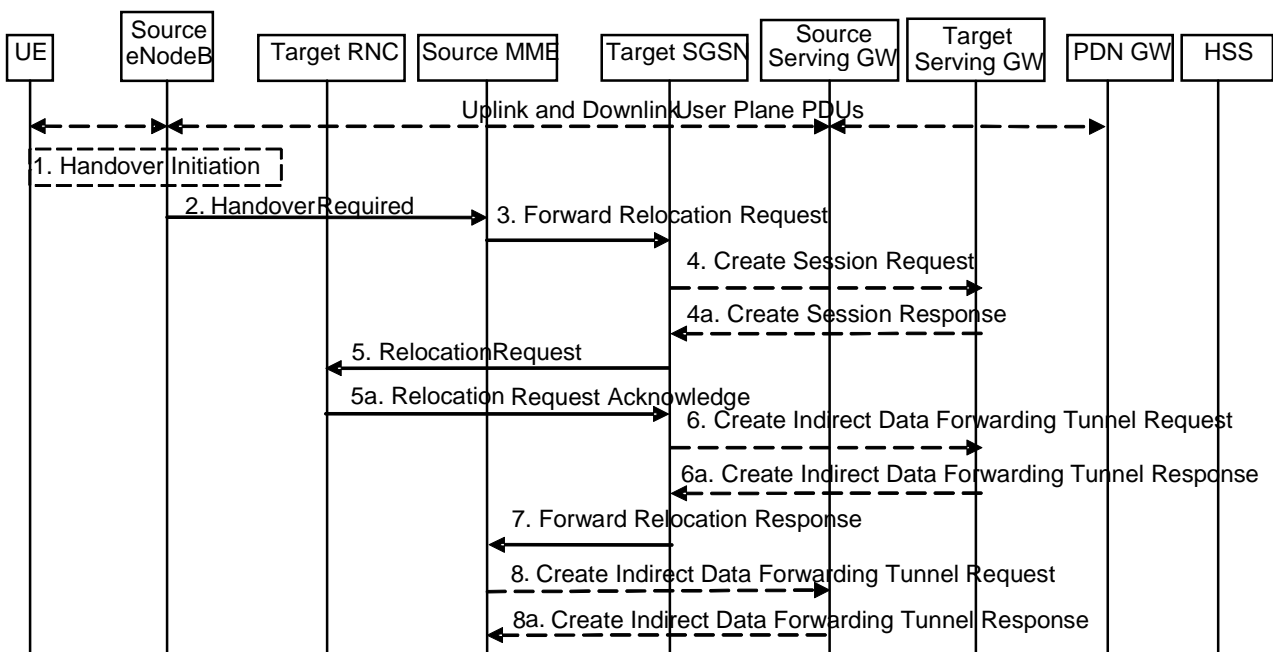 UE
Source
eNodeB
Target RNC
Source MME
Target SGSN
Source
Serving GW
Target
Serving GW
PDN GW
HSS
Uplink and Downlink User Plane PDUs
1. Handover Initiation
2. Handover Required
3. Forward Relocation Request
4. Create Session Request
4a. Create Session Response
5. Relocation Request
5a. Relocation Request Acknowledge
6. Create Indirect Data Forwarding Tunnel Request
6a. Create Indirect Data Forwarding Tunnel Response
7. Forward Relocation Response
8. Create Indirect Data Forwarding Tunnel Request
8a. Create Indirect Data Forwarding Tunnel Response